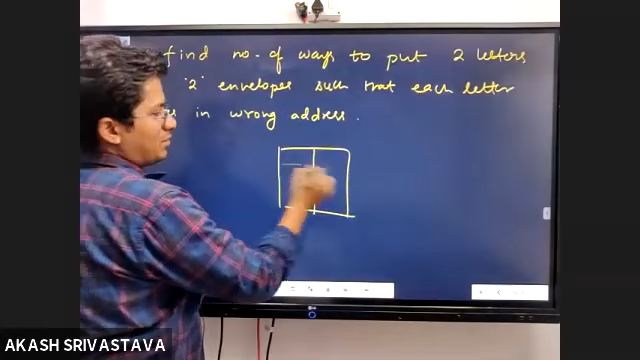 find no. of ways to put 2 letters
"2" envelopes such that each letter
is in wrong address.
AKASH SRIVASTAVA